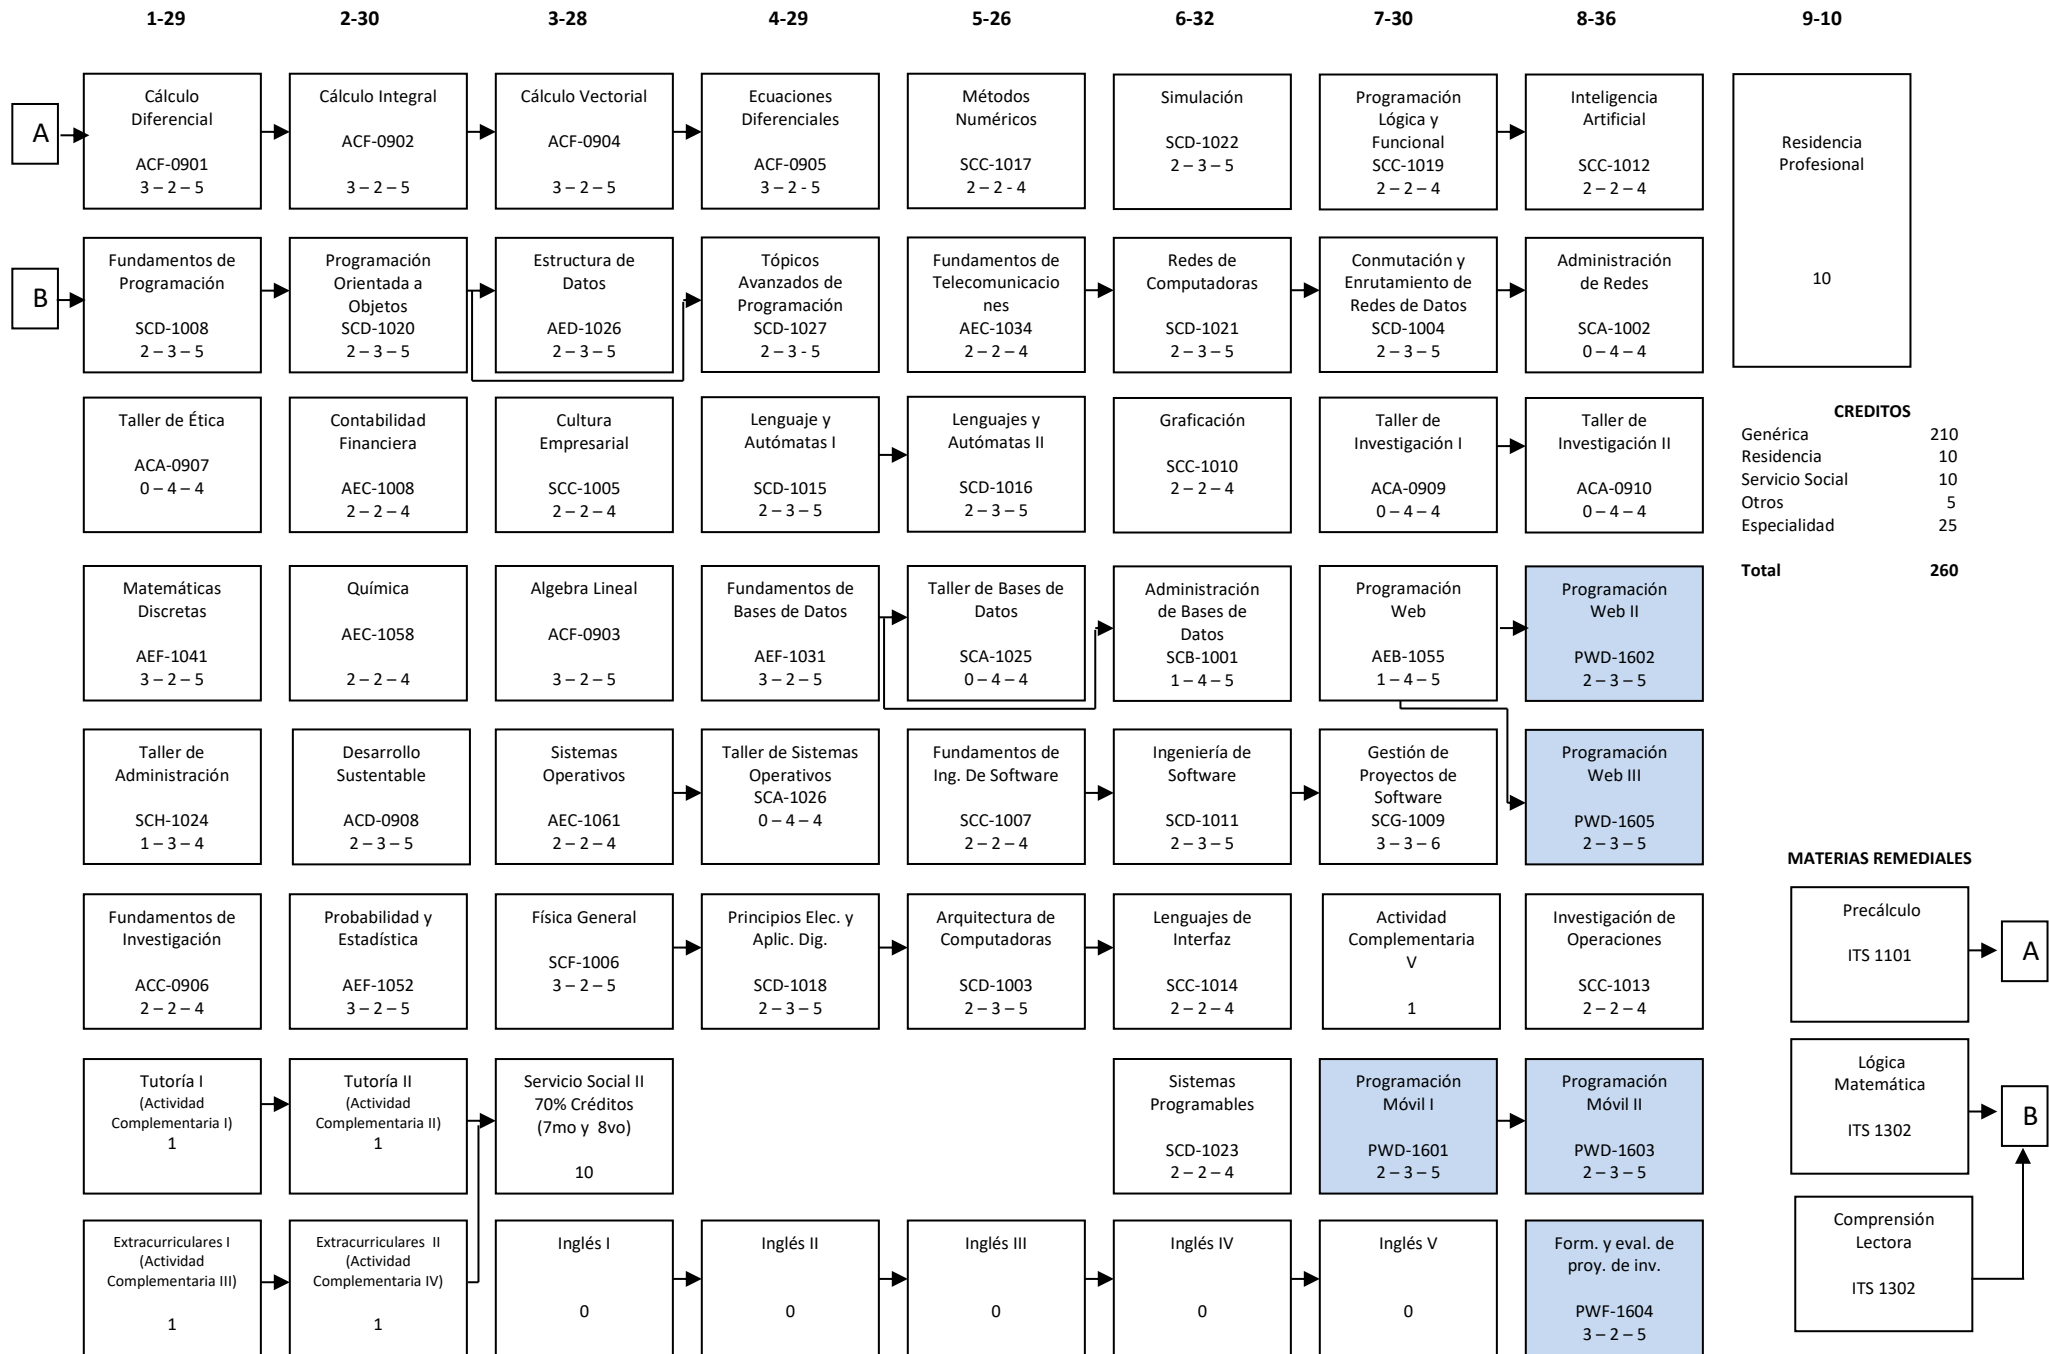 1-29
2-30
3-28
4-29
5-26
6-32
7-30
8-36
9-10
A
Cálculo
Diferencial
ACF-0901
3 – 2 – 5
Cálculo Integral
ACF-0902
3 – 2 – 5
Cálculo Vectorial
ACF-0904
3 – 2 – 5
Ecuaciones
Diferenciales
ACF-0905
3 – 2 - 5
Métodos
Numéricos
SCC-1017
2 – 2 - 4
Simulación
SCD-1022
2 – 3 – 5
Programación
Lógica y
Funcional
SCC-1019
2 – 2 – 4
Inteligencia
Artificial
SCC-1012
2 – 2 – 4
Residencia
Profesional
10
B
Fundamentos de
Programación
SCD-1008
2 – 3 – 5
Programación
Orientada a
Objetos
SCD-1020
2 – 3 – 5
Estructura de
Datos
AED-1026
2 – 3 – 5
Tópicos
Avanzados de
Programación
SCD-1027
2 – 3 - 5
Fundamentos de
Telecomunicacio
nes
AEC-1034
2 – 2 – 4
Redes de
Computadoras
SCD-1021
2 – 3 – 5
Conmutación y
Enrutamiento de
Redes de Datos
SCD-1004
2 – 3 – 5
Administración
de Redes
SCA-1002
0 – 4 – 4
Taller de Ética
ACA-0907
0 – 4 – 4
Contabilidad
Financiera
AEC-1008
2 – 2 – 4
Cultura
Empresarial
SCC-1005
2 – 2 – 4
Lenguaje y
Autómatas I
SCD-1015
2 – 3 – 5
Lenguajes y
Autómatas II
SCD-1016
2 – 3 – 5
Graficación
SCC-1010
2 – 2 – 4
Taller de
Investigación I
ACA-0909
0 – 4 – 4
Taller de
Investigación II
ACA-0910
0 – 4 – 4
CREDITOS
Genérica 210
Residencia 10
Servicio Social 10
Otros 5
Especialidad 25
Total 260
Matemáticas
Discretas
AEF-1041
3 – 2 – 5
Química
AEC-1058
2 – 2 – 4
Algebra Lineal
ACF-0903
3 – 2 – 5
Fundamentos de
Bases de Datos
AEF-1031
3 – 2 – 5
Taller de Bases de
Datos
SCA-1025
0 – 4 – 4
Administración
de Bases de
Datos
SCB-1001
1 – 4 – 5
Programación
Web
AEB-1055
1 – 4 – 5
Programación
Web II
PWD-1602
2 – 3 – 5
Taller de
Administración
SCH-1024
1 – 3 – 4
Desarrollo
Sustentable
ACD-0908
2 – 3 – 5
Sistemas
Operativos
AEC-1061
2 – 2 – 4
Taller de Sistemas
Operativos
SCA-1026
0 – 4 – 4
Fundamentos de
Ing. De Software
SCC-1007
2 – 2 – 4
Ingeniería de
Software
SCD-1011
2 – 3 – 5
Gestión de
Proyectos de
Software
SCG-1009
3 – 3 – 6
Programación
Web III
PWD-1605
2 – 3 – 5
MATERIAS REMEDIALES
Fundamentos de
Investigación
ACC-0906
2 – 2 – 4
Probabilidad y
Estadística
AEF-1052
3 – 2 – 5
Física General
SCF-1006
3 – 2 – 5
Principios Elec. y
Aplic. Dig.
SCD-1018
2 – 3 – 5
Arquitectura de
Computadoras
SCD-1003
2 – 3 – 5
Lenguajes de
Interfaz
SCC-1014
2 – 2 – 4
Actividad
Complementaria
V
1
Investigación de
Operaciones
SCC-1013
2 – 2 – 4
Precálculo
ITS 1101
A
Tutoría I
(Actividad
Complementaria I)
1
Tutoría II
(Actividad
Complementaria II)
1
Servicio Social II
70% Créditos
(7mo y 8vo)
10
Sistemas
Programables
SCD-1023
2 – 2 – 4
Programación
Móvil I
PWD-1601
2 – 3 – 5
Programación
Móvil II
PWD-1603
2 – 3 – 5
Lógica
Matemática
ITS 1302
B
Extracurriculares I
(Actividad
Complementaria III)
1
Extracurriculares II
(Actividad
Complementaria IV)
1
Inglés I
0
Inglés II
0
Inglés III
0
Inglés IV
0
Inglés V
0
Form. y eval. de
proy. de inv.
PWF-1604
3 – 2 – 5
Comprensión
Lectora
ITS 1302